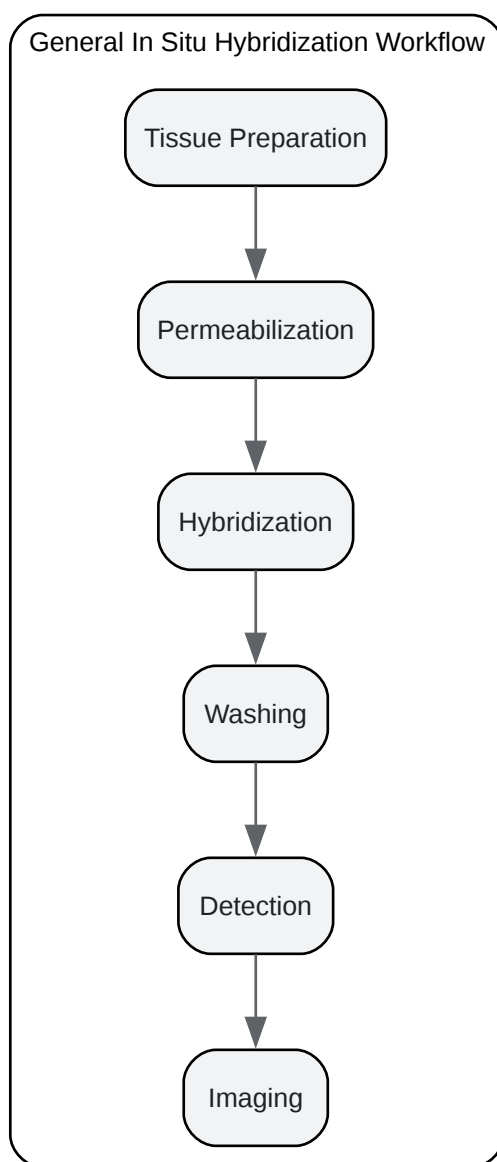 General In Situ Hybridization Workflow
Tissue Preparation
Permeabilization
Hybridization
Washing
Detection
Imaging